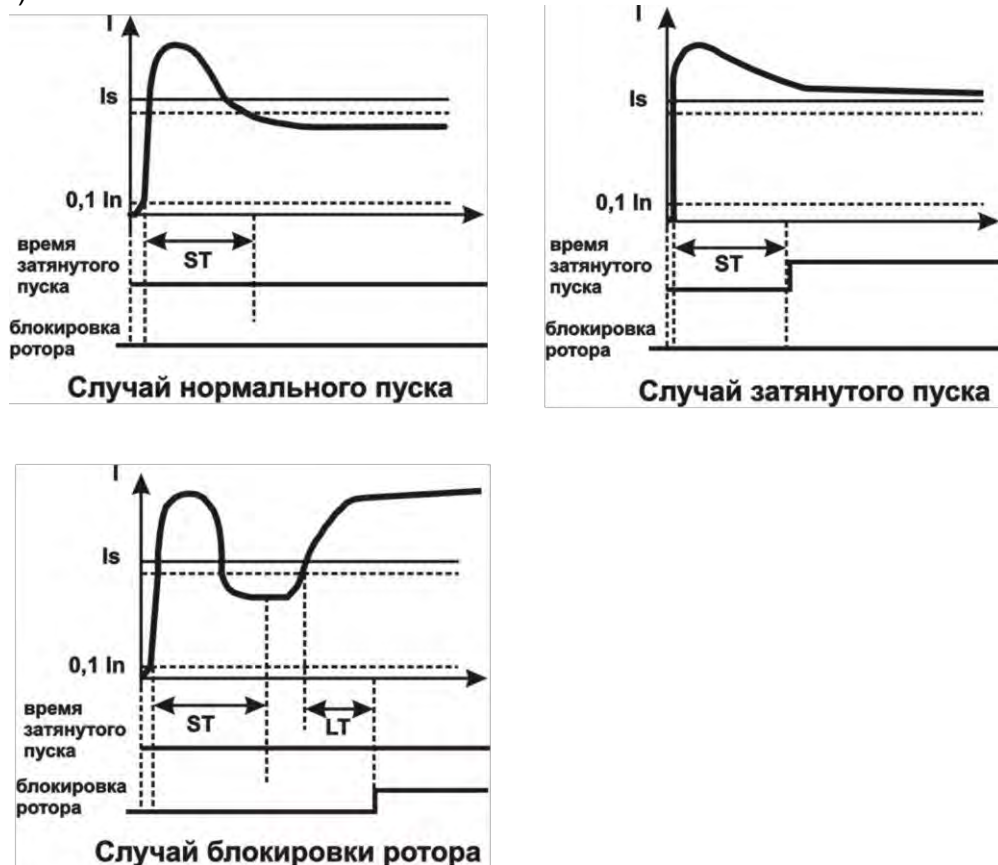 I
Is
0,1 In
ST
время
затянутого
пуска
блокировка
ротора
Случай нормального пуска
I
Is
0,1 In
ST
время
затянутого
пуска
блокировка
ротора
Случай затянутого пуска
I
Is
0,1 In
ST
LT
время
затянутого
пуска
блокировка
ротора
Случай блокировки ротора